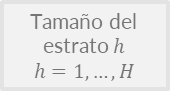 Tamaño del
estrato ℎ
ℎ = 1, … , 𝐻